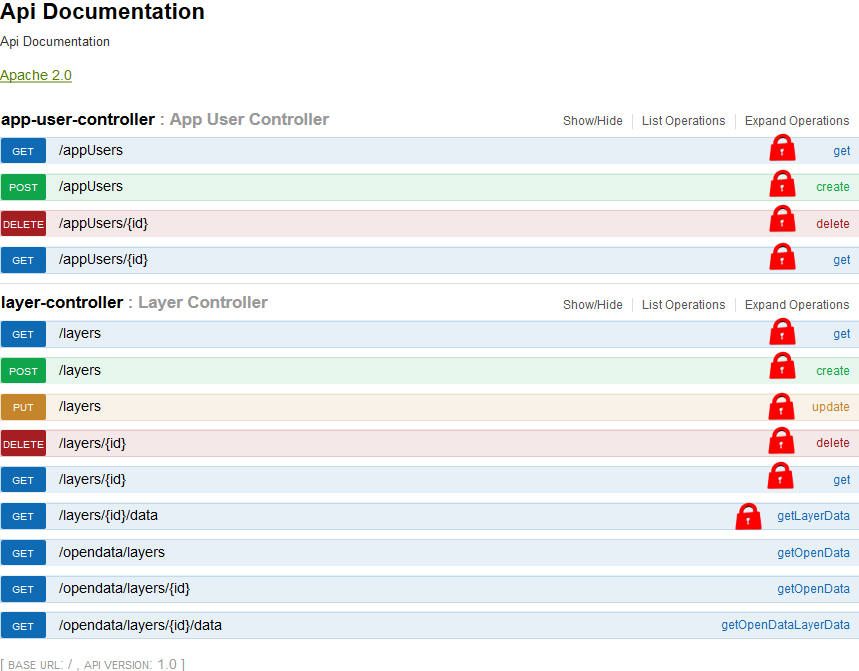 Api Documentation
Api Documentation
Apache 2.0
app-user-controller : App User Controller Show/Hide List Operations Expand Operations
GET /appUsers get
POST /appUsers create
DELETE /appUsers/{id} delete
GET /appUsers/{id} get
layer-controller : Layer Controller Show/Hide List Operations Expand Operations
GET /layers get
POST /layers create
PUT /layers update
DELETE /layers/{id} delete
GET /layers/{id} get
GET /layers/{id}/data getLayerData
GET /opendata/layers getOpenData
GET /opendata/layers/{id} getOpenData
GET /opendata/layers/{id}/data getOpenDataLayerData
[ BASE URL: / , API VERSION: 1.0 ]